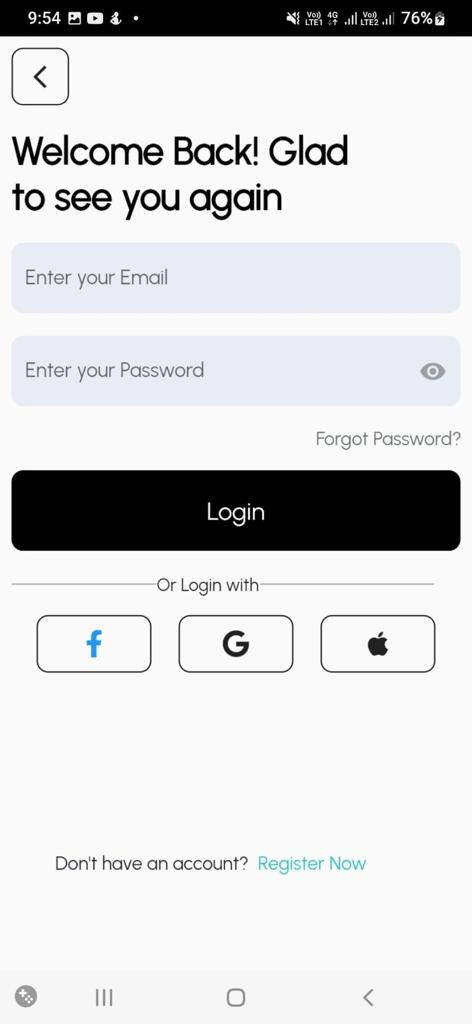 9:54 Vo)) LTE1 4G Vo)) LTE2 76%
Welcome Back! Glad
to see you again
Enter your Email
Enter your Password
Forgot Password?
Login
Or Login with
f G
Don't have an account? Register Now